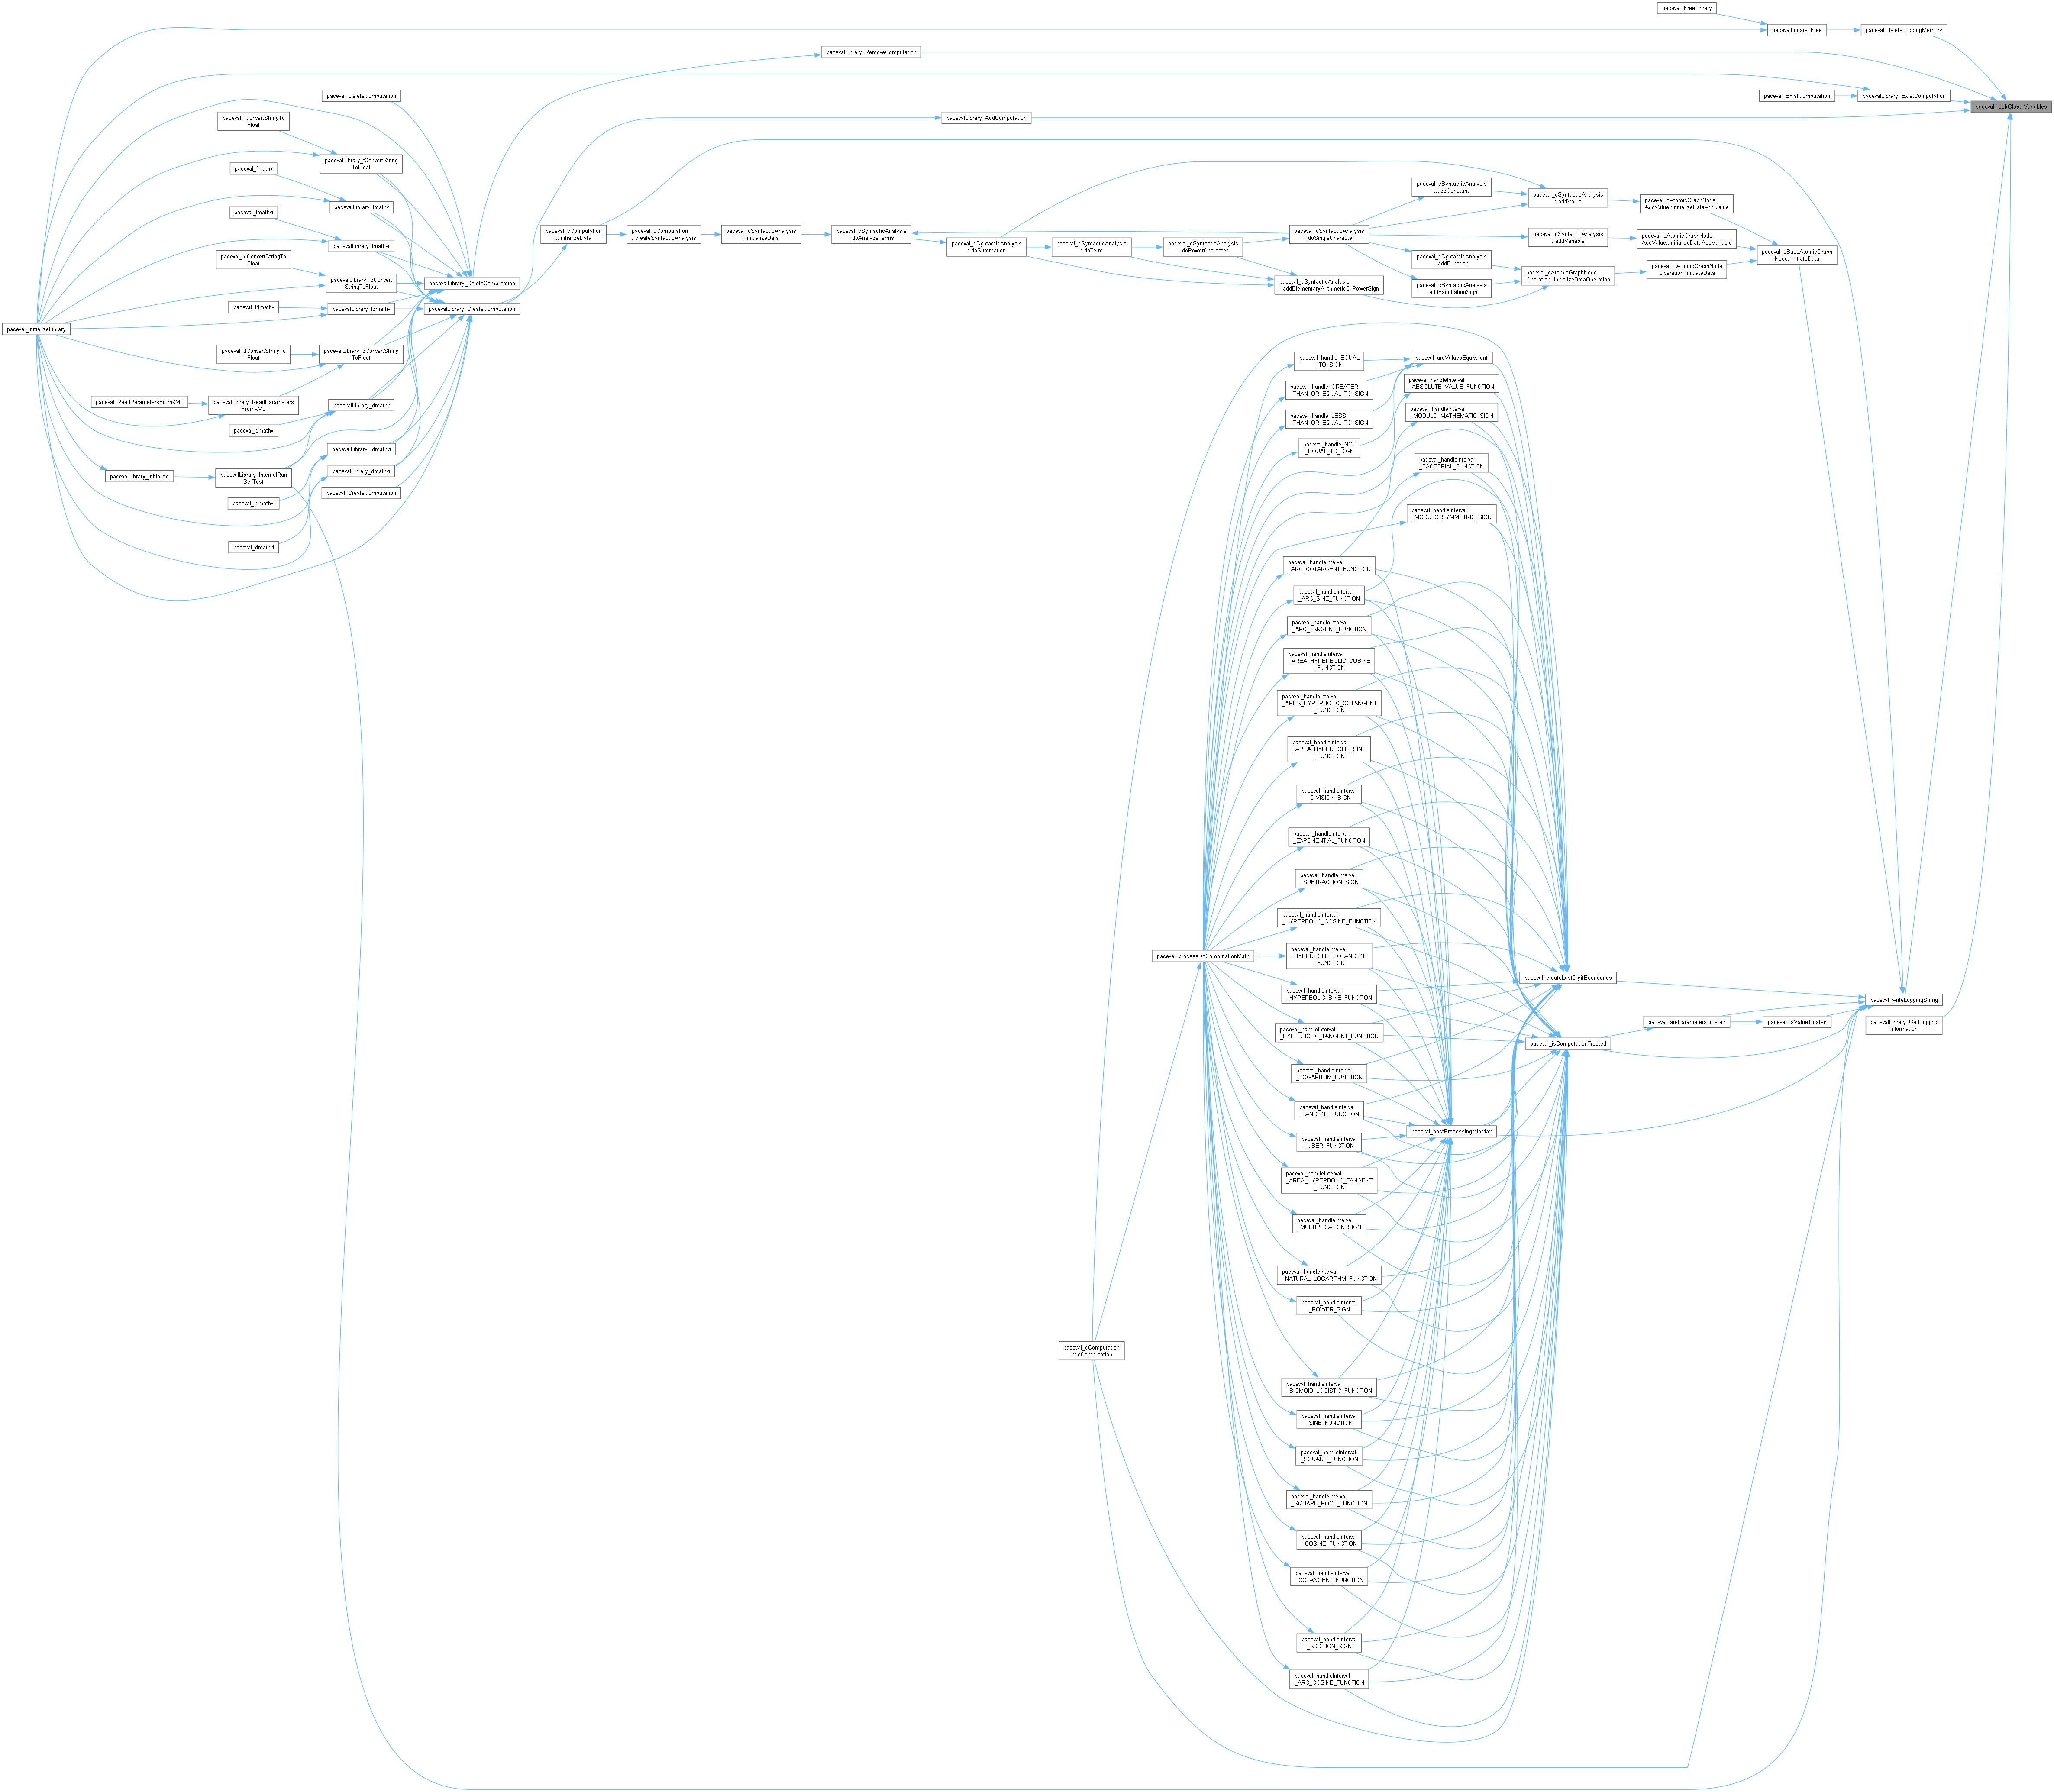 paceval_FreeLibrary
pacevalLibrary_Free
paceval_deleteLoggingMemory
pacevalLibrary_RemoveComputation
paceval_DeleteComputation
paceval_ExistComputation
pacevalLibrary_ExistComputation
paceval_lockGlobalVariables
paceval_fConvertStringTo
Float
pacevalLibrary_AddComputation
pacevalLibrary_fConvertString
ToFloat
paceval_fmathv
pacevalLibrary_fmathv
paceval_fmathvi
pacevalLibrary_fmathvi
paceval_ldConvertStringTo
Float
pacevalLibrary_ldConvert
StringToFloat
pacevalLibrary_DeleteComputation
paceval_ldmathv
pacevalLibrary_ldmathv
pacevalLibrary_CreateComputation
paceval_InitializeLibrary
paceval_dConvertStringTo
Float
pacevalLibrary_dConvertString
ToFloat
paceval_ReadParametersFromXML
pacevalLibrary_ReadParameters
FromXML
pacevalLibrary_dmathv
paceval_dmathv
pacevalLibrary_ldmathvi
pacevalLibrary_Initialize
pacevalLibrary_InternalRun
SelfTest
pacevalLibrary_dmathvi
paceval_CreateComputation
paceval_ldmathvi
paceval_dmathvi
paceval_cComputation
::initializeData
paceval_cComputation
::createSyntacticAnalysis
paceval_cSyntacticAnalysis
::initializeData
paceval_cSyntacticAnalysis
::doAnalyzeTerms
paceval_cSyntacticAnalysis
::doSummation
paceval_cSyntacticAnalysis
::doTerm
paceval_cSyntacticAnalysis
::doPowerCharacter
paceval_cSyntacticAnalysis
::doSingleCharacter
paceval_cSyntacticAnalysis
::addElementaryArithmeticOrPowerSign
paceval_cSyntacticAnalysis
::addConstant
paceval_cSyntacticAnalysis
::addFunction
paceval_cSyntacticAnalysis
::addFacultationSign
paceval_cSyntacticAnalysis
::addValue
paceval_cSyntacticAnalysis
::addVariable
paceval_cAtomicGraphNode
Operation::initializeDataOperation
paceval_cAtomicGraphNode
AddValue::initializeDataAddValue
paceval_cAtomicGraphNode
AddVariable::initializeDataAddVariable
paceval_cAtomicGraphNode
Operation::initiateData
paceval_cBaseAtomicGraph
Node::initiateData
paceval_handle_EQUAL
_TO_SIGN
paceval_areValuesEquivalent
paceval_handle_GREATER
_THAN_OR_EQUAL_TO_SIGN
paceval_handleInterval
_ABSOLUTE_VALUE_FUNCTION
paceval_handle_LESS
_THAN_OR_EQUAL_TO_SIGN
paceval_handleInterval
_MODULO_MATHEMATIC_SIGN
paceval_handle_NOT
_EQUAL_TO_SIGN
paceval_handleInterval
_FACTORIAL_FUNCTION
paceval_handleInterval
_MODULO_SYMMETRIC_SIGN
paceval_handleInterval
_ARC_COTANGENT_FUNCTION
paceval_handleInterval
_ARC_SINE_FUNCTION
paceval_handleInterval
_ARC_TANGENT_FUNCTION
paceval_handleInterval
_AREA_HYPERBOLIC_COSINE
_FUNCTION
paceval_handleInterval
_AREA_HYPERBOLIC_COTANGENT
_FUNCTION
paceval_handleInterval
_AREA_HYPERBOLIC_SINE
_FUNCTION
paceval_handleInterval
_DIVISION_SIGN
paceval_handleInterval
_EXPONENTIAL_FUNCTION
paceval_handleInterval
_SUBTRACTION_SIGN
paceval_handleInterval
_HYPERBOLIC_COSINE_FUNCTION
paceval_processDoComputationMath
paceval_handleInterval
_HYPERBOLIC_COTANGENT
_FUNCTION
paceval_createLastDigitBoundaries
paceval_handleInterval
_HYPERBOLIC_SINE_FUNCTION
paceval_writeLoggingString
paceval_areParametersTrusted
paceval_isValueTrusted
pacevalLibrary_GetLogging
Information
paceval_handleInterval
_HYPERBOLIC_TANGENT_FUNCTION
paceval_isComputationTrusted
paceval_handleInterval
_LOGARITHM_FUNCTION
paceval_handleInterval
_TANGENT_FUNCTION
paceval_postProcessingMinMax
paceval_handleInterval
_USER_FUNCTION
paceval_handleInterval
_AREA_HYPERBOLIC_TANGENT
_FUNCTION
paceval_handleInterval
_MULTIPLICATION_SIGN
paceval_handleInterval
_NATURAL_LOGARITHM_FUNCTION
paceval_handleInterval
_POWER_SIGN
paceval_cComputation
::doComputation
paceval_handleInterval
_SIGMOID_LOGISTIC_FUNCTION
paceval_handleInterval
_SINE_FUNCTION
paceval_handleInterval
_SQUARE_FUNCTION
paceval_handleInterval
_SQUARE_ROOT_FUNCTION
paceval_handleInterval
_COSINE_FUNCTION
paceval_handleInterval
_COTANGENT_FUNCTION
paceval_handleInterval
_ADDITION_SIGN
paceval_handleInterval
_ARC_COSINE_FUNCTION